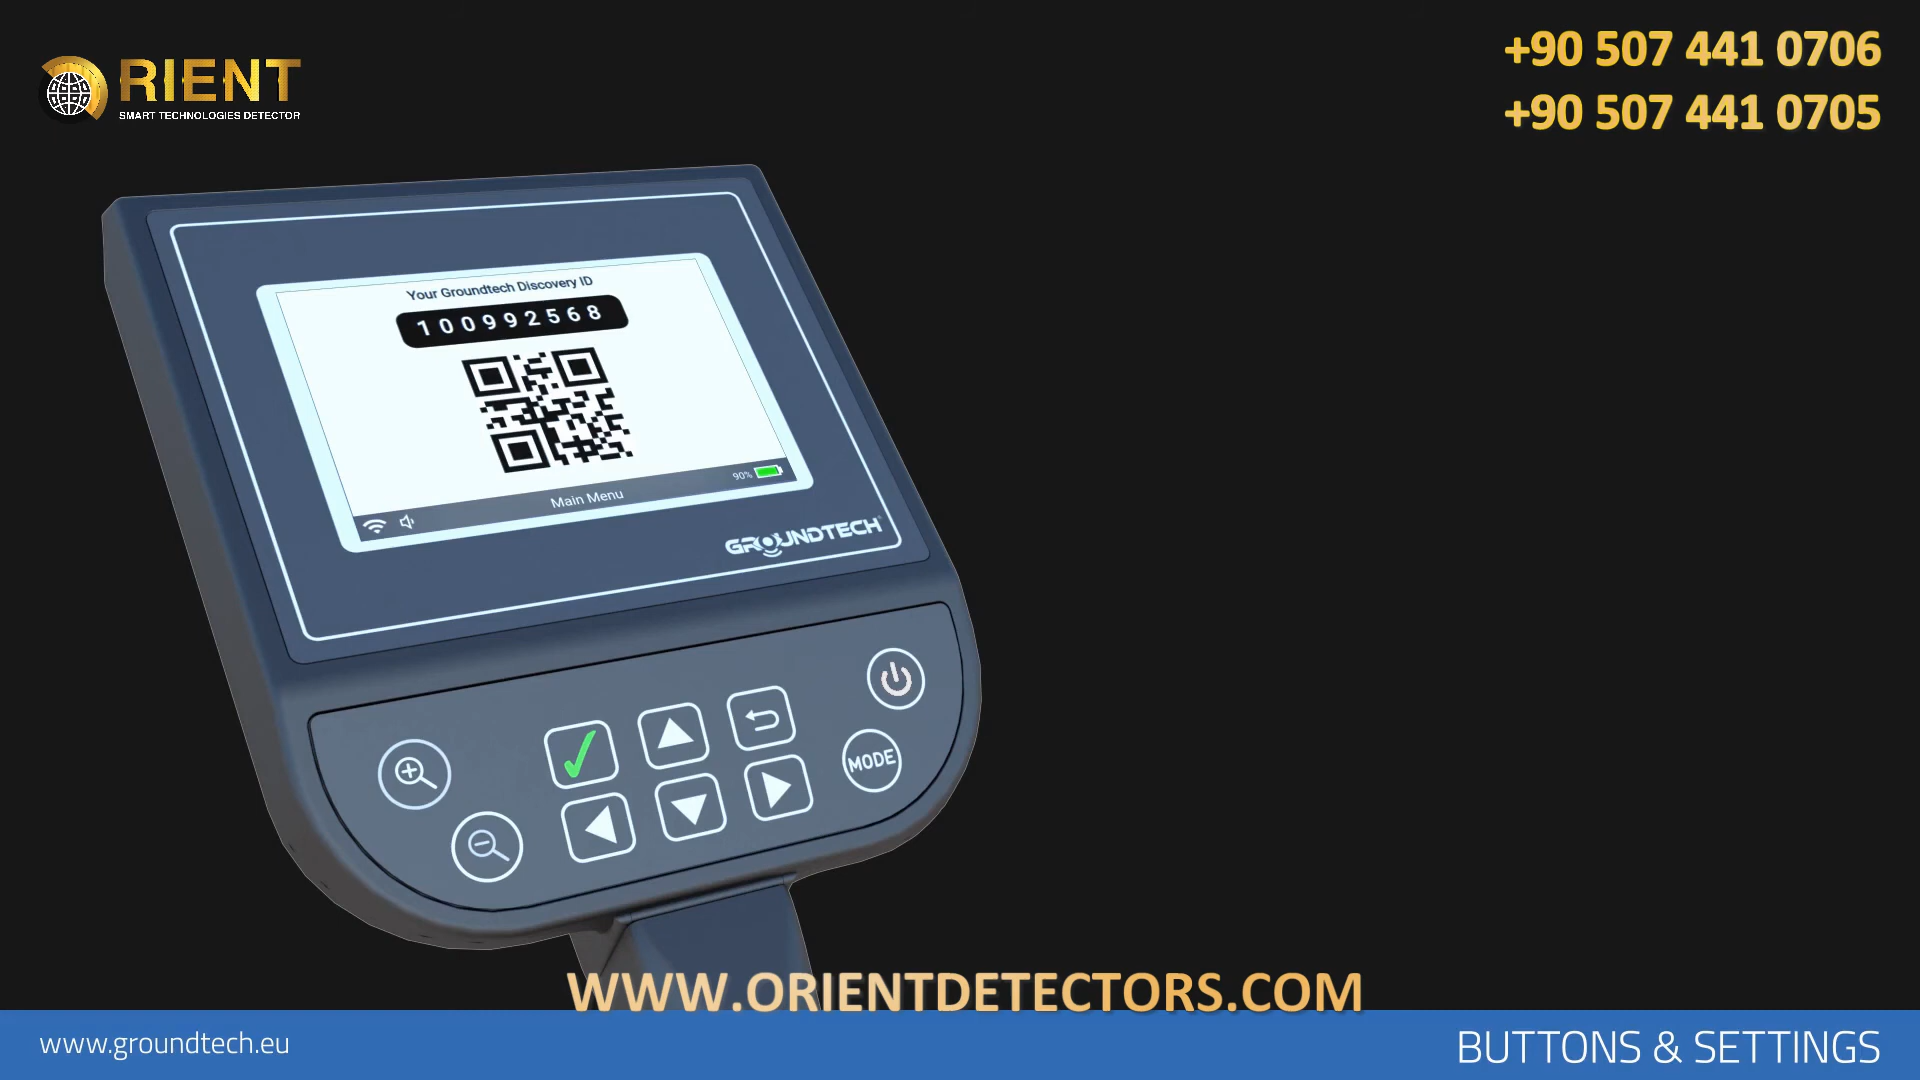 RIENT
SMART TECHNOLOGIES DETECTOR
+90 507 441 0706
+90 507 441 0705
Your Groundtech Discovery ID
100992568
90%
Main Menu
GROUNDTECH
MODE
WWW.ORIENTDETECTORS.COM
www.groundtech.eu
BUTTONS & SETTINGS